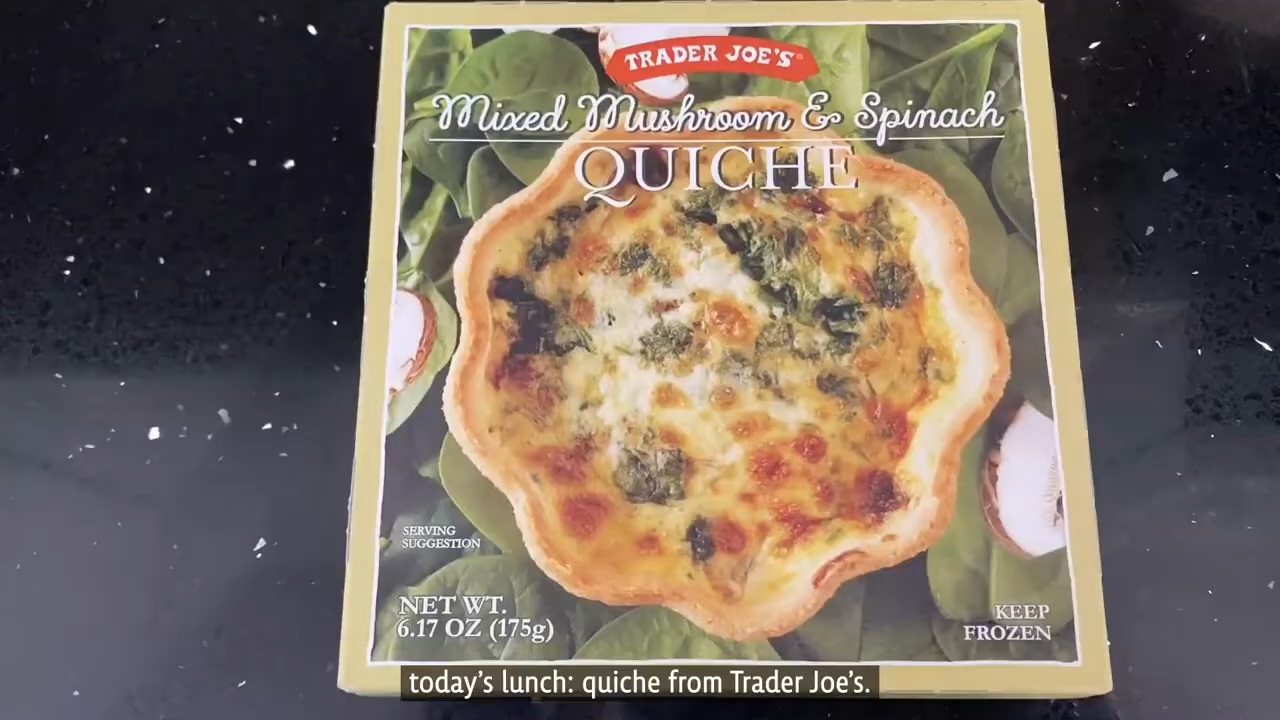 TRADER JOE'S
Mixed Mushroom & Spinach
QUICHE
SERVING
SUGGESTION
NET WT.
6.17 OZ (175g)
KEEP
FROZEN
today's lunch: quiche from Trader Joe's.